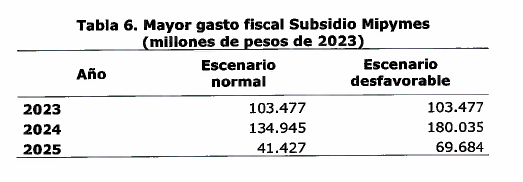 Tabla 6. Mayor gasto fiscal Subsidio Mipymes
(millones de pesos de 2023)
Año Escenario normal Escenario desfavorable
2023 103.477 103.477
2024 134.945 180.035
2025 41.427 69.684